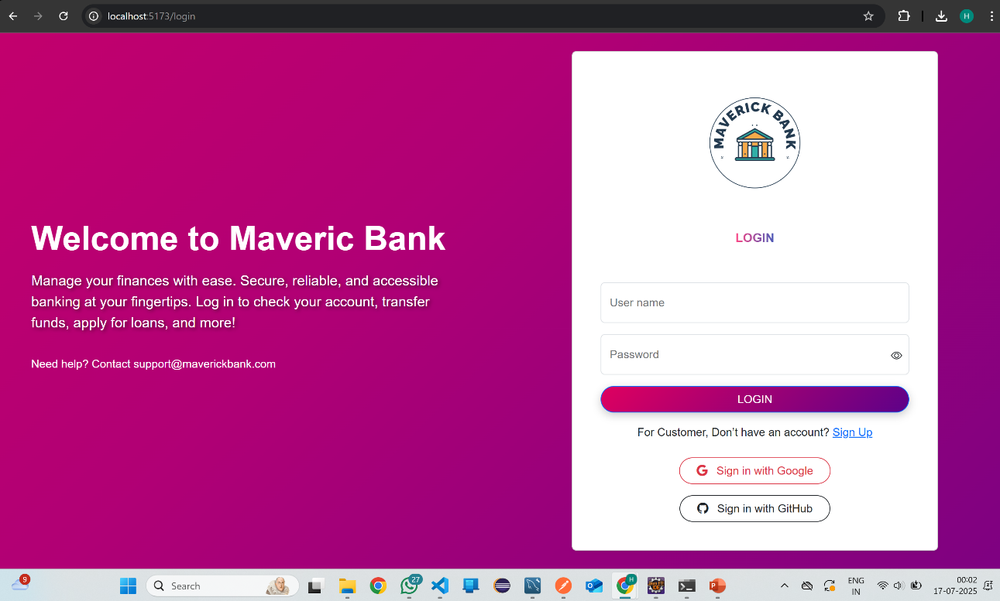 localhost:5173/login
H
MAVERICK BANK
Welcome to Maveric Bank
Manage your finances with ease. Secure, reliable, and accessible
banking at your fingertips. Log in to check your account, transfer
funds, apply for loans, and more!
Need help? Contact support@maverickbank.com
LOGIN
User name
Password
LOGIN
For Customer, Don’t have an account? Sign Up
G Sign in with Google
Sign in with GitHub
9
Search
27
H
ENG
IN
00:02
17-07-2025